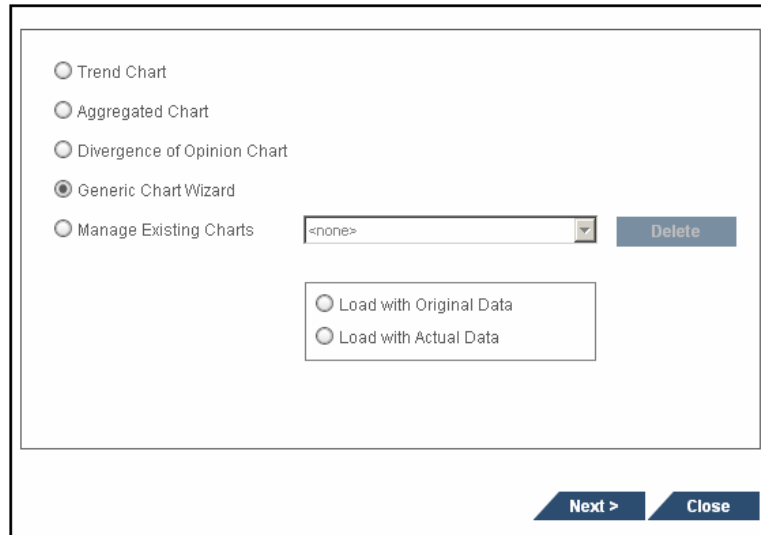 Trend Chart
Aggregated Chart
Divergence of Opinion Chart
Generic Chart Wizard
Manage Existing Charts <none> Delete
Load with Original Data
Load with Actual Data
Next > Close